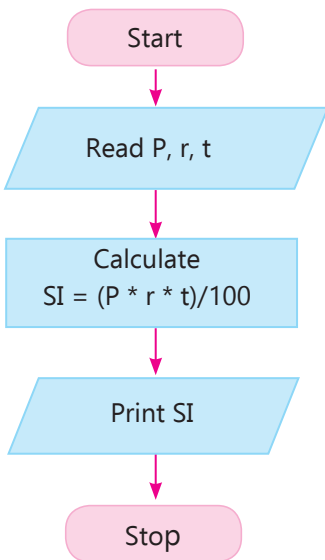 Start
Read P, r, t
Calculate
SI = (P * r * t)/100
Print SI
Stop